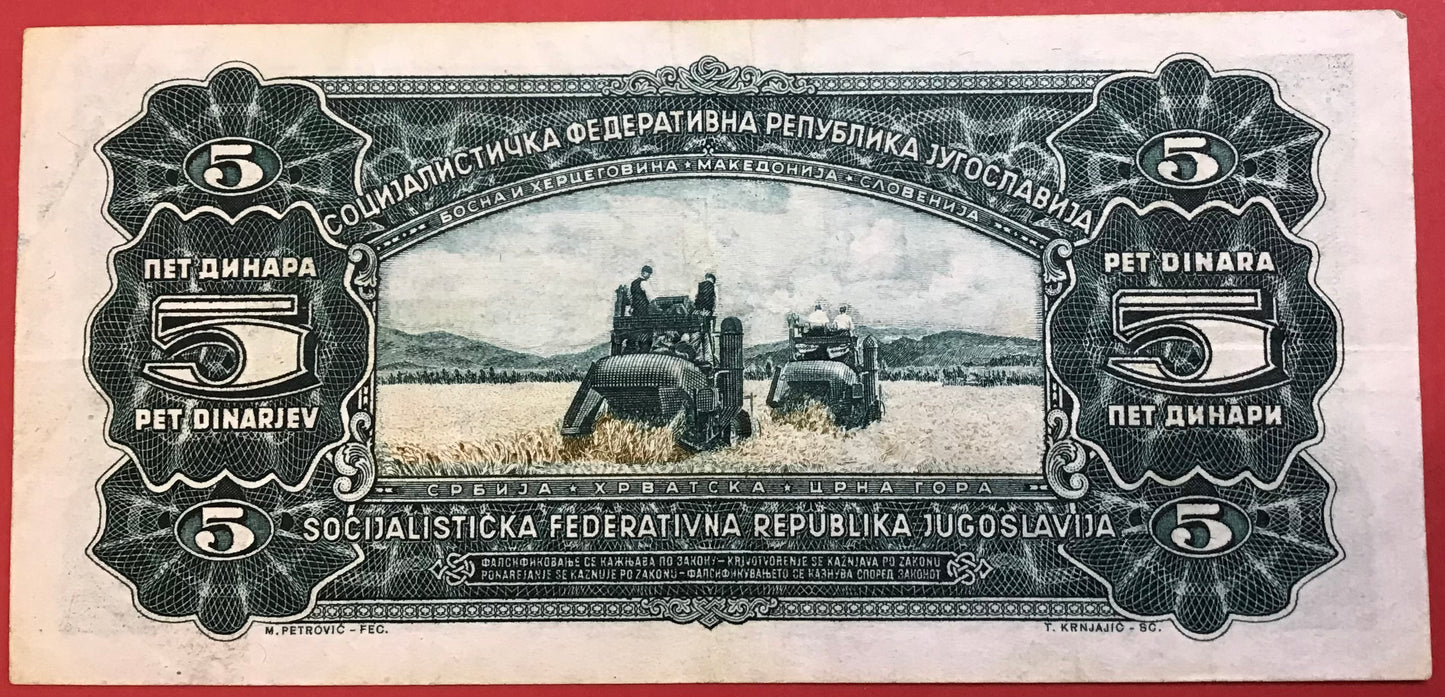 СОЦИЈАЛИСТИЧКА ФЕДЕРАТИВНА РЕПУБЛИКА ЈУГОСЛАВИЈА
БОСНА И ХЕРЦЕГОВИНА ★ МАКЕДОНИЈА ★ СЛОВЕНИЈА
5
5
ПЕТ ДИНАРА
5
PET DINARJEV
PET DINARA
5
ПЕТ ДИНАРИ
СРБИЈА ★ ХРВАТСКА ★ ЦРНА ГОРА
5
5
SOCIJALISTIČKA FEDERATIVNA REPUBLIKA JUGOSLAVIJA
ФАЛСИФИКОВАЊЕ СЕ КАЖЊАВА ПО ЗАКОНУ – KRIVOTVORENJE SE KAŽNJAVA PO ZAKONU
PONAREJANJE SE KAZNUJE PO ZAKONU – ФАЛСИФИКУВАЊЕТО СЕ КАЗНУВА СПОРЕД ЗАКОНОТ
M. PETROVIĆ – FEC.
T. KRNJAJIĆ – SC.